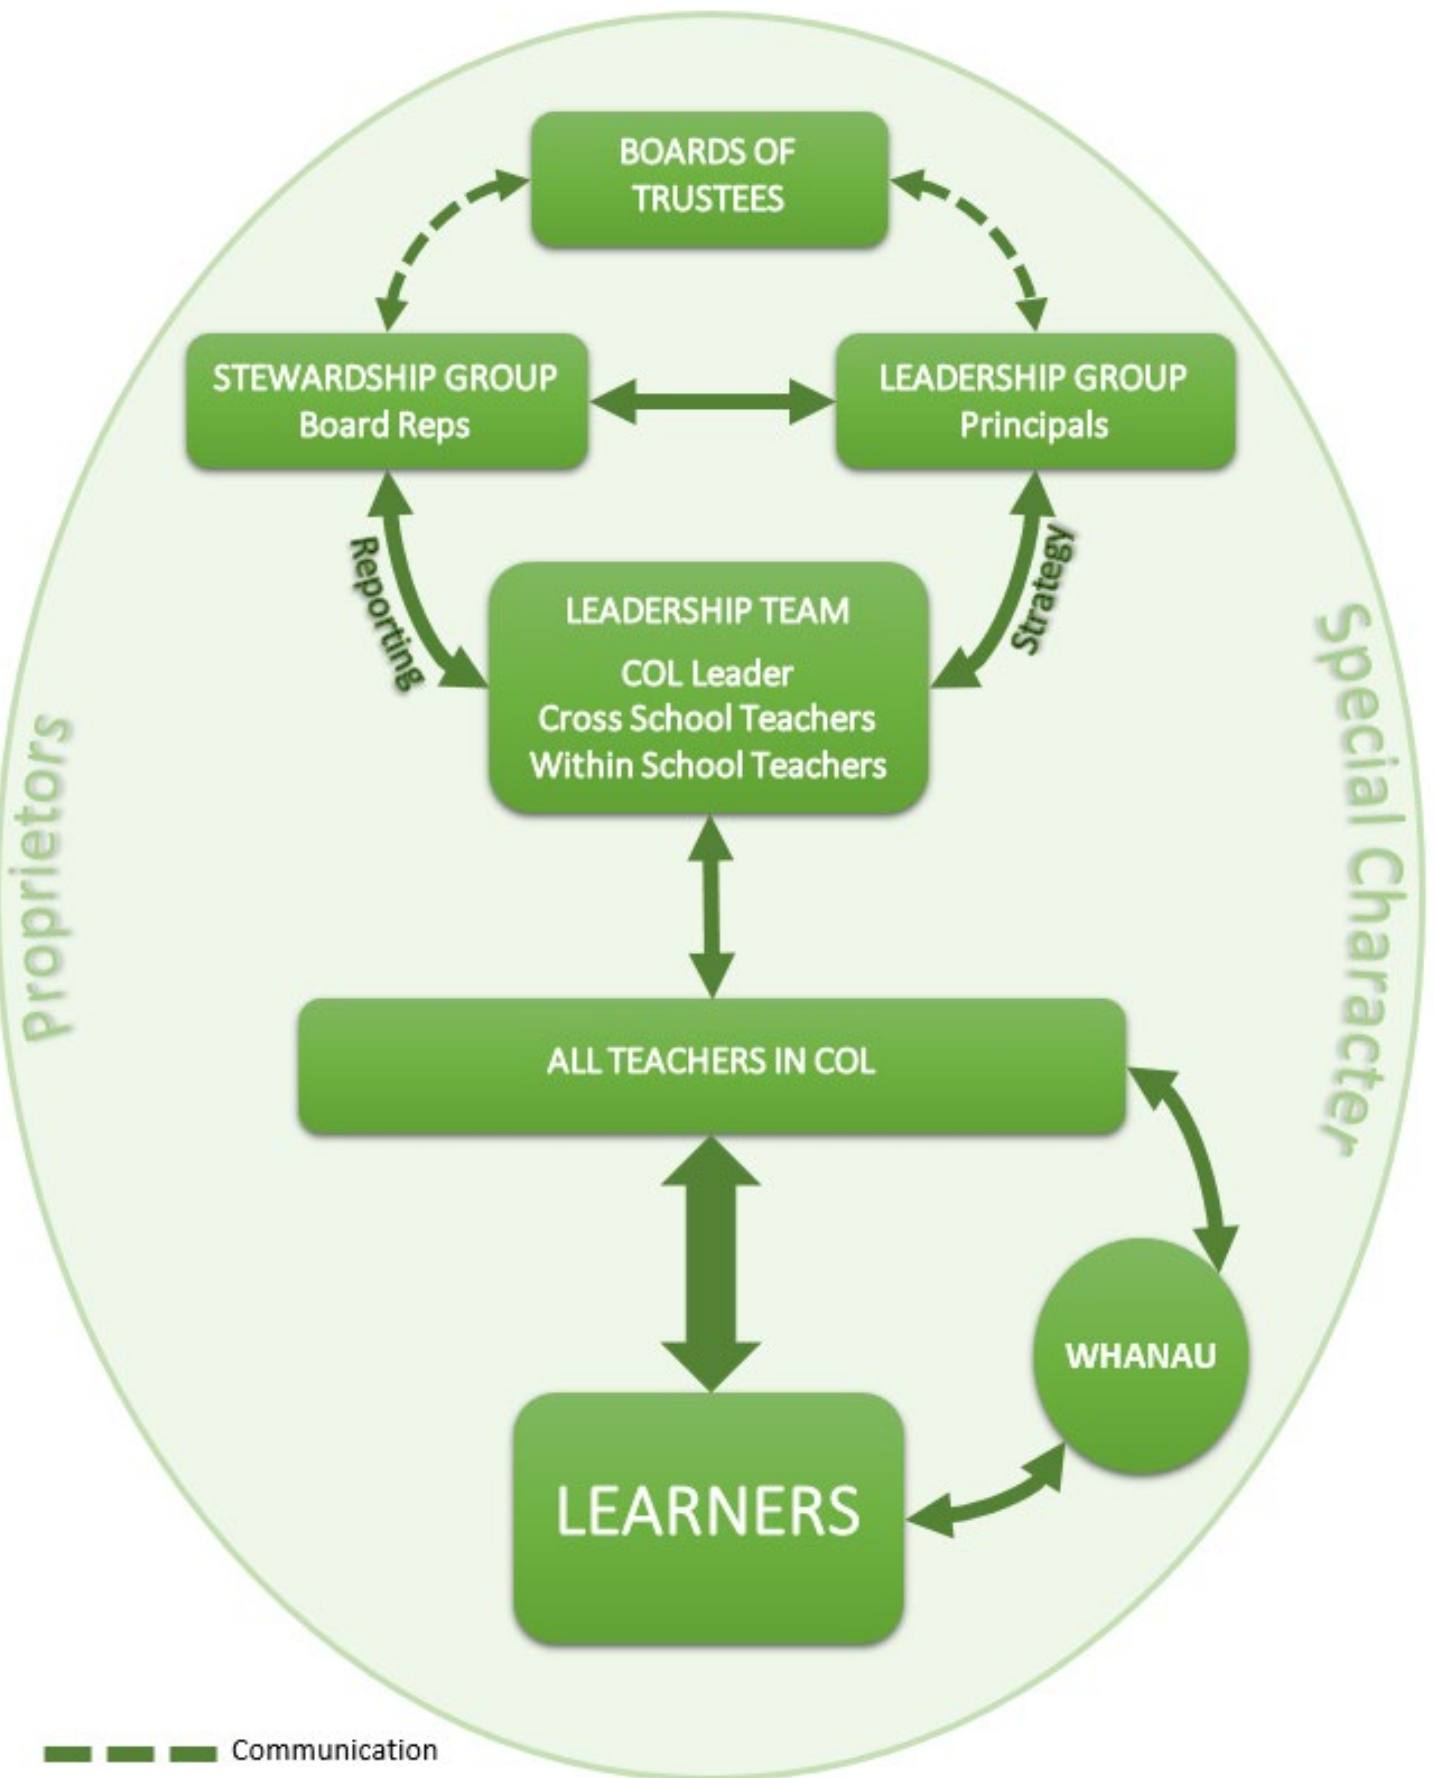 BOARDS OF
TRUSTEES
STEWARDSHIP GROUP
Board Reps
LEADERSHIP GROUP
Principals
Reporting
Strategy
LEADERSHIP TEAM
COL Leader
Cross School Teachers
Within School Teachers
Proprietors
Special Character
ALL TEACHERS IN COL
WHANAU
LEARNERS
Communication